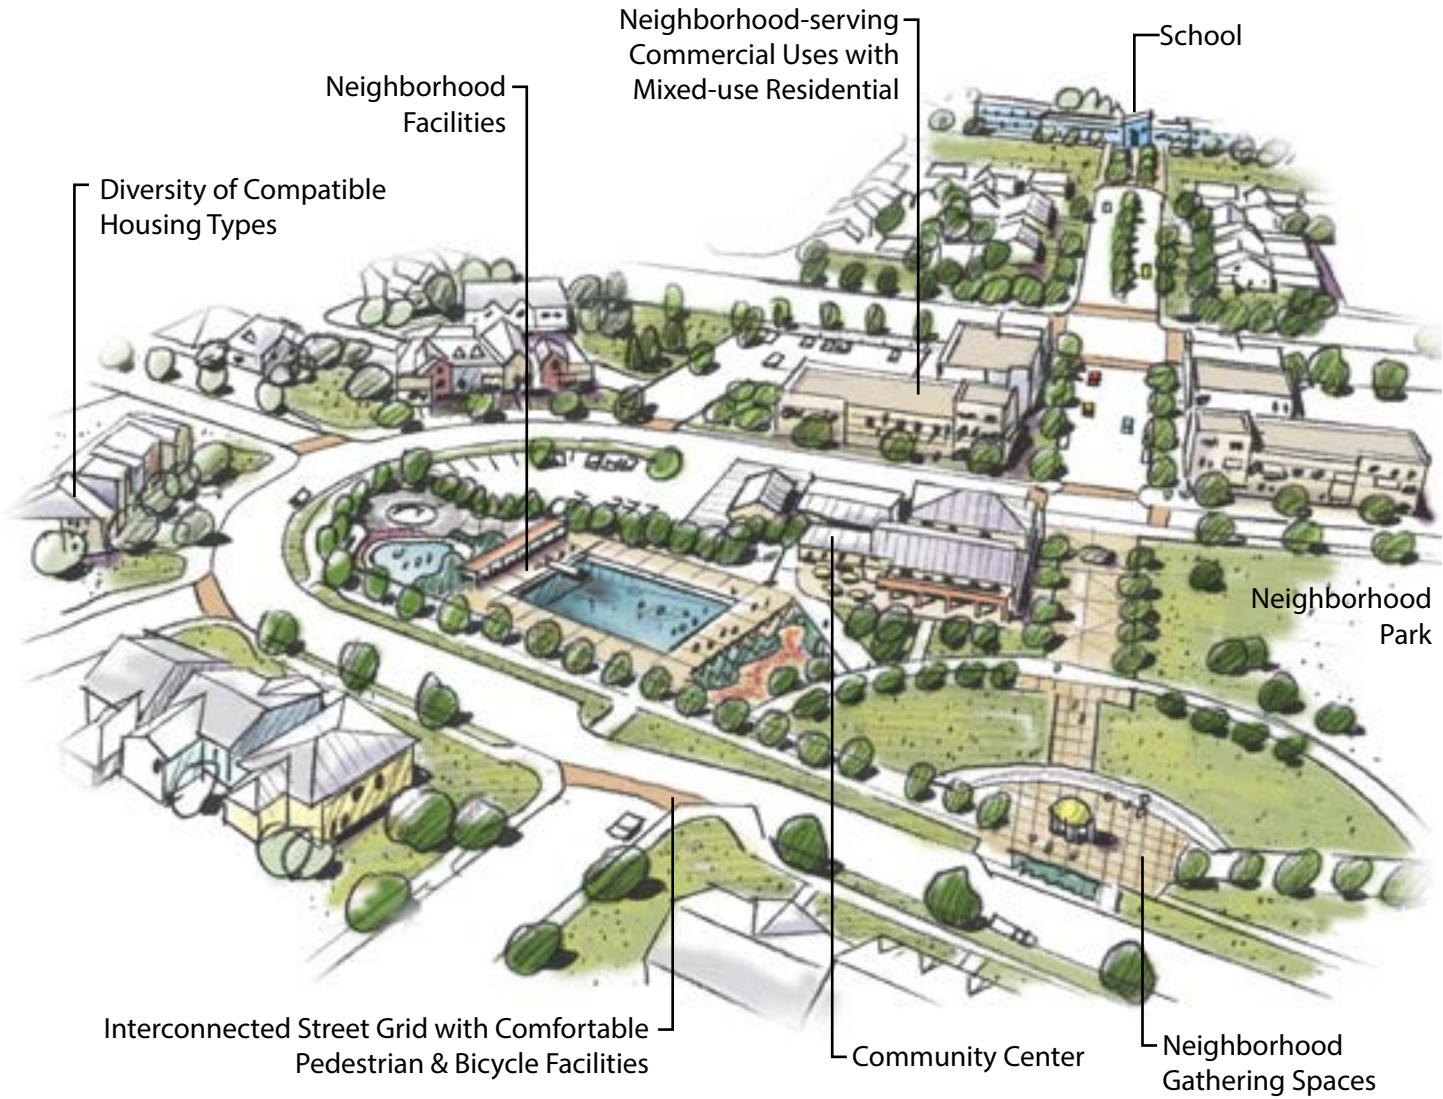 Neighborhood-serving
Commercial Uses with
Mixed-use Residential
School
Neighborhood
Facilities
Diversity of Compatible
Housing Types
Neighborhood
Park
Interconnected Street Grid with Comfortable
Pedestrian & Bicycle Facilities
Community Center
Neighborhood
Gathering Spaces